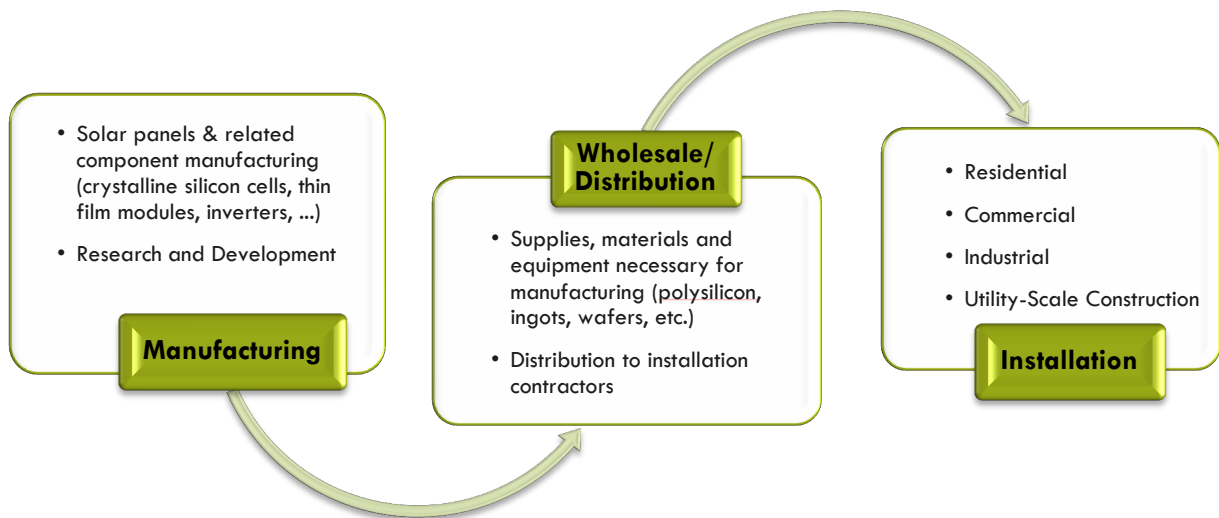 • Solar panels & related
component manufacturing
(crystalline silicon cells, thin
film modules, inverters, ...)
• Research and Development
Manufacturing
Wholesale/
Distribution
• Supplies, materials and
equipment necessary for
manufacturing (polysilicon,
ingots, wafers, etc.)
• Distribution to installation
contractors
• Residential
• Commercial
• Industrial
• Utility-Scale Construction
Installation